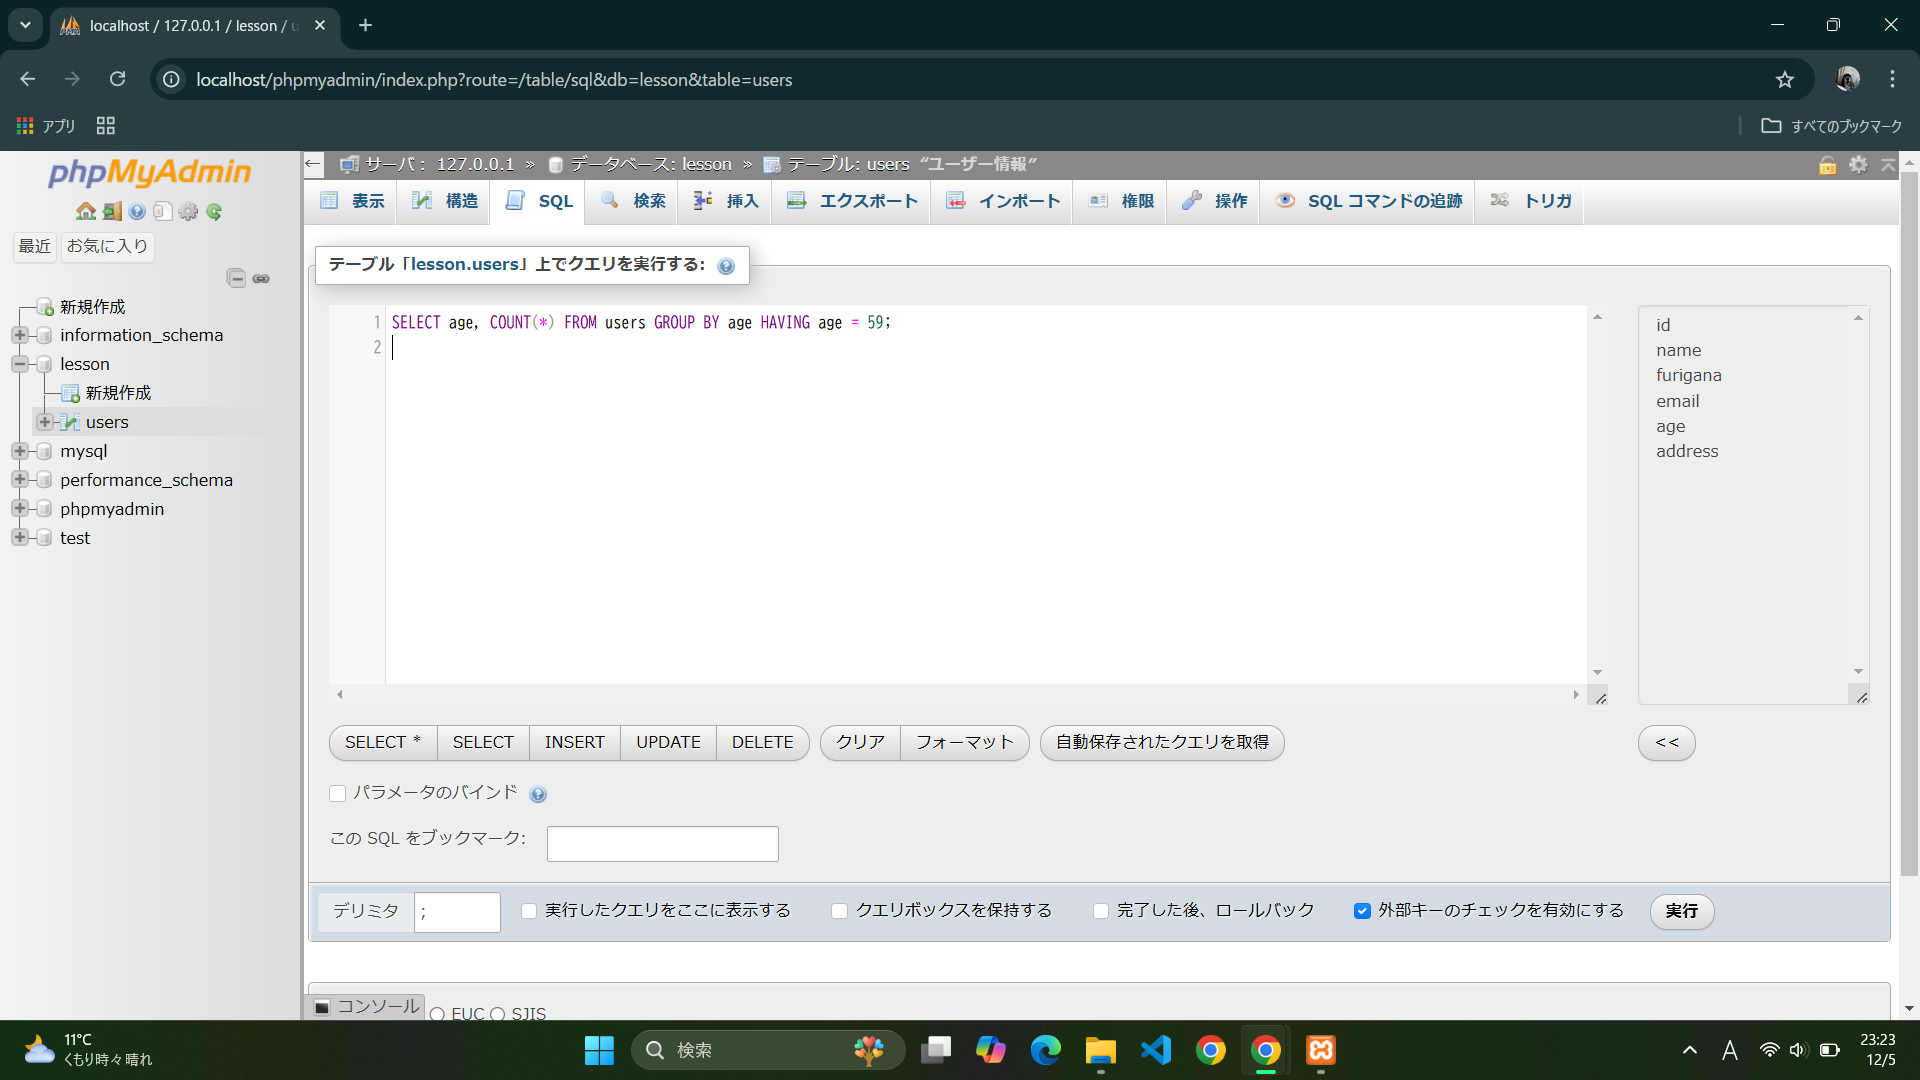 localhost / 127.0.0.1 / lesson / u
localhost/phpmyadmin/index.php?route=/table/sql&db=lesson&table=users
アプリ
すべてのブックマーク
phpMyAdmin
最近 お気に入り
新規作成
information_schema
lesson
新規作成
users
mysql
performance_schema
phpmyadmin
test
サーバ: 127.0.0.1 » データベース: lesson » テーブル: users “ユーザー情報”
表示 構造 SQL 検索 挿入 エクスポート インポート 権限 操作 SQL コマンドの追跡 トリガ
テーブル「lesson.users」上でクエリを実行する:
1 SELECT age, COUNT(*) FROM users GROUP BY age HAVING age = 59;
2
id
name
furigana
email
age
address
SELECT * SELECT INSERT UPDATE DELETE クリア フォーマット 自動保存されたクエリを取得 <<
パラメータのバインド
この SQL をブックマーク:
デリミタ ; 実行したクエリをここに表示する クエリボックスを保持する 完了した後、ロールバック 外部キーのチェックを有効にする 実行
コンソール EUC SJIS
11°C
くもり時々晴れ
検索
A
23:23
12/5